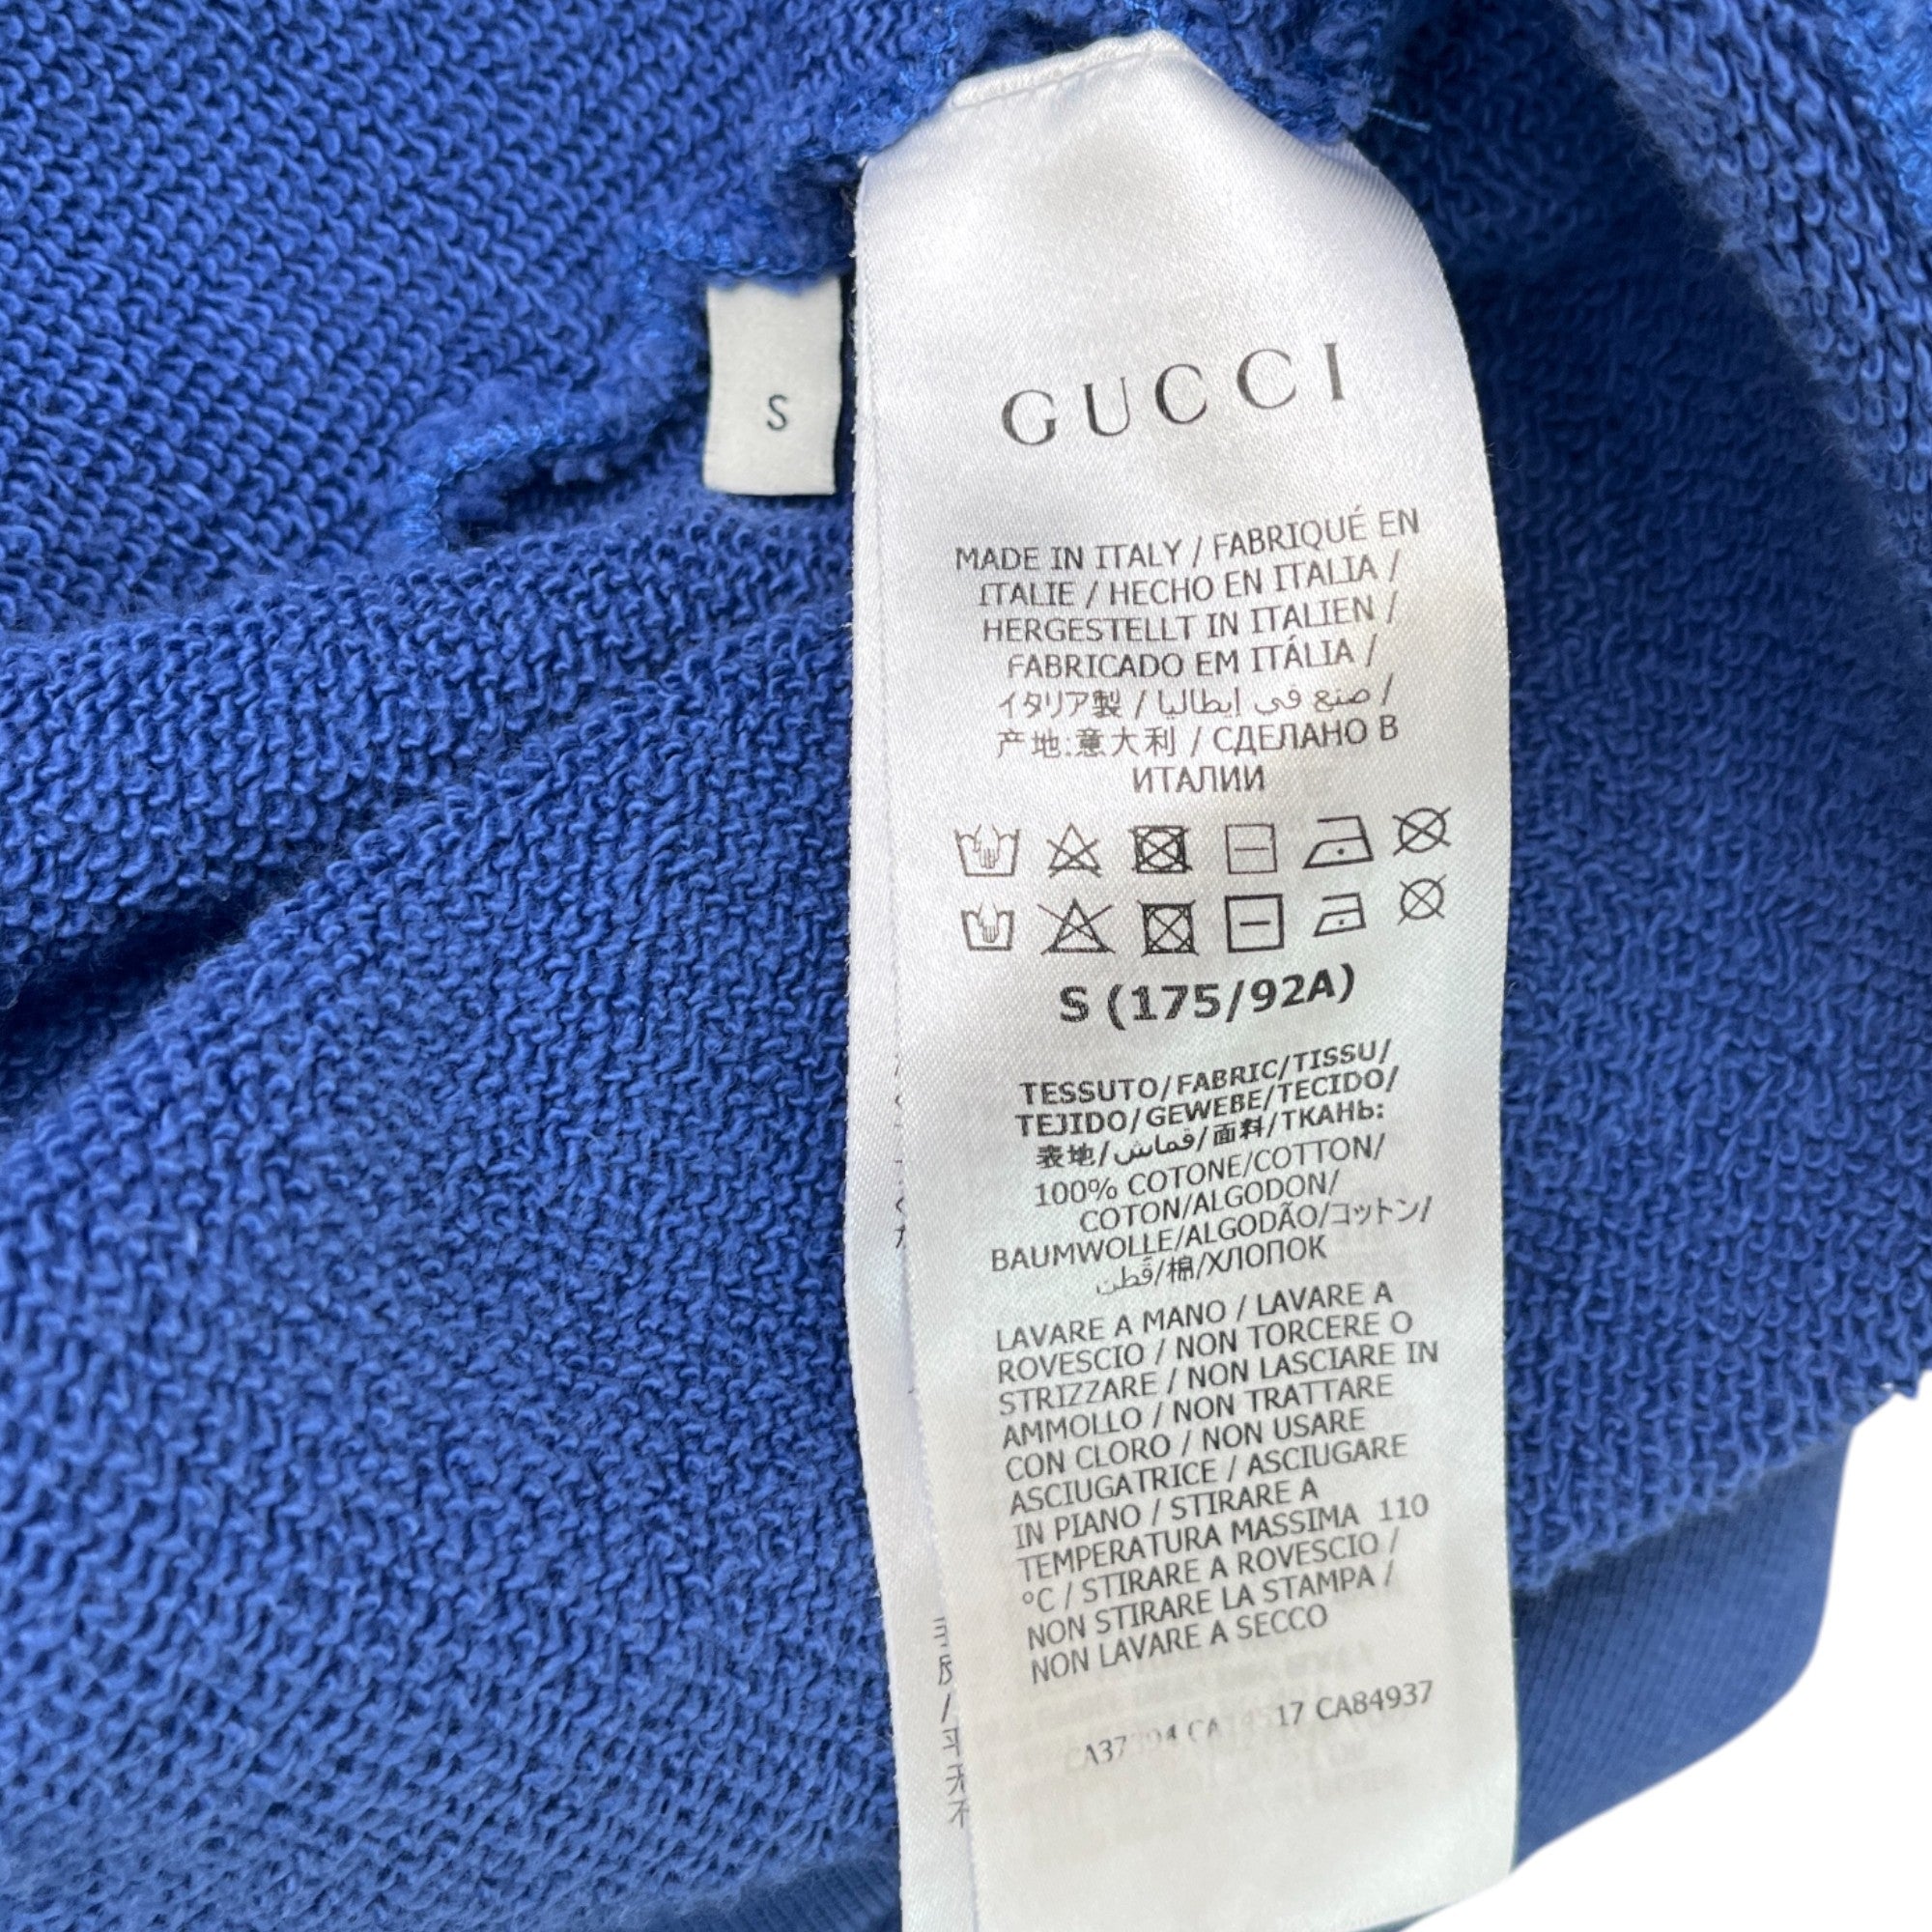 S
GUCCI
MADE IN ITALY / FABRIQUÉ EN
ITALIE / HECHO EN ITALIA /
HERGESTELLT IN ITALIEN /
FABRICADO EM ITÁLIA /
イタリア製 / صنع في إيطاليا /
产地:意大利 / СДЕЛАНО В
ИТАЛИИ
S (175/92A)
TESSUTO/FABRIC/TISSU/
TEJIDO/GEWEBE/TECIDO/
表地/قماش/面料/ТКАНЬ:
100% COTONE/COTTON/
COTON/ALGODON/
BAUMWOLLE/ALGODÃO/コットン/
قطن/棉/ХЛОПОК
LAVARE A MANO / LAVARE A
ROVESCIO / NON TORCERE O
STRIZZARE / NON LASCIARE IN
AMMOLLO / NON TRATTARE
CON CLORO / NON USARE
ASCIUGATRICE / ASCIUGARE
IN PIANO / STIRARE A
TEMPERATURA MASSIMA 110
°C / STIRARE A ROVESCIO /
NON STIRARE LA STAMPA /
NON LAVARE A SECCO
17 CA84937